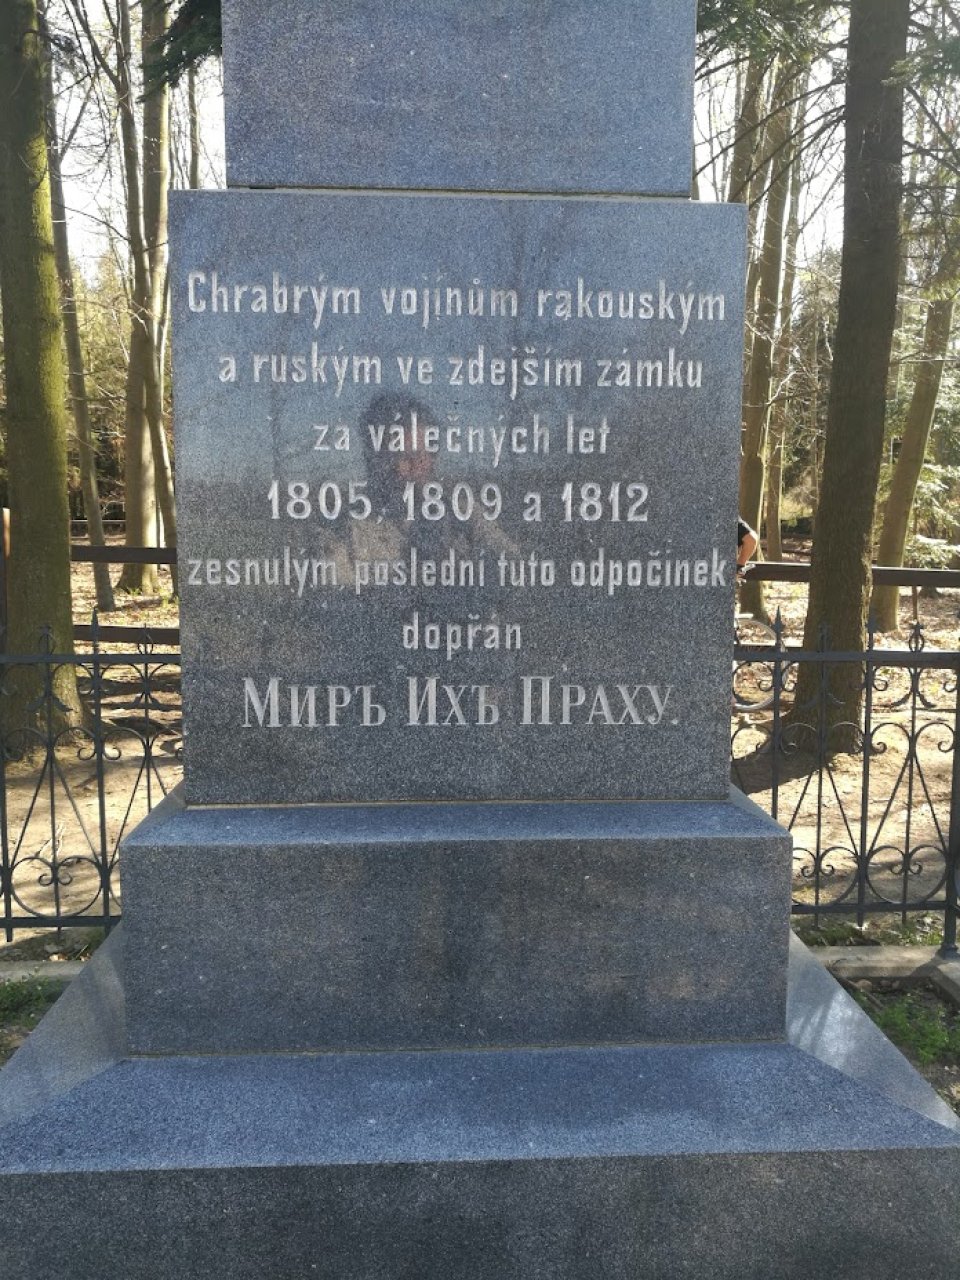 Chrabrým vojínům rakouským
a ruským ve zdejším zámku
za válečných let
1805, 1809 a 1812
zesnulým, poslední tuto odpočinek
dopřán
Миръ Ихъ Праху.